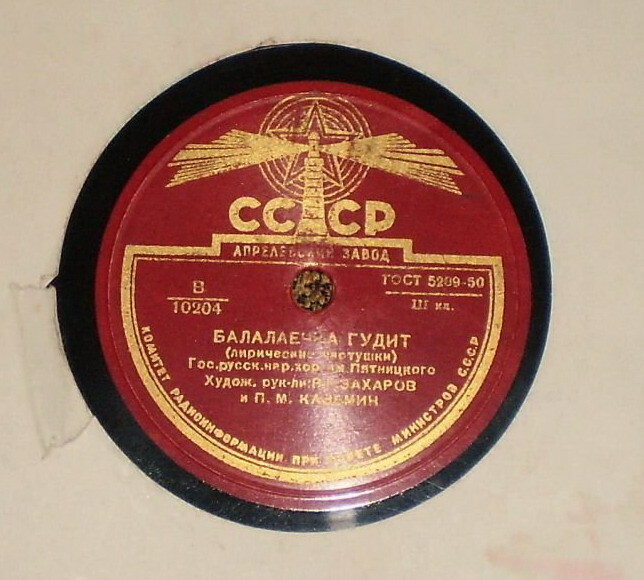 СССР
АПРЕЛЕВСКИЙ ЗАВОД
В
10204
ГОСТ 5289-50
III кл.
БАЛАЛАЕЧКА ГУДИТ
(лирические частушки)
Гос.русск.нар.хор им.Пятницкого
Худож. рук-ли: В.Г.ЗАХАРОВ
и П. М. КАЗЬМИН
КОМИТЕТ РАДИОИНФОРМАЦИИ ПРИ СОВЕТЕ МИНИСТРОВ СССР